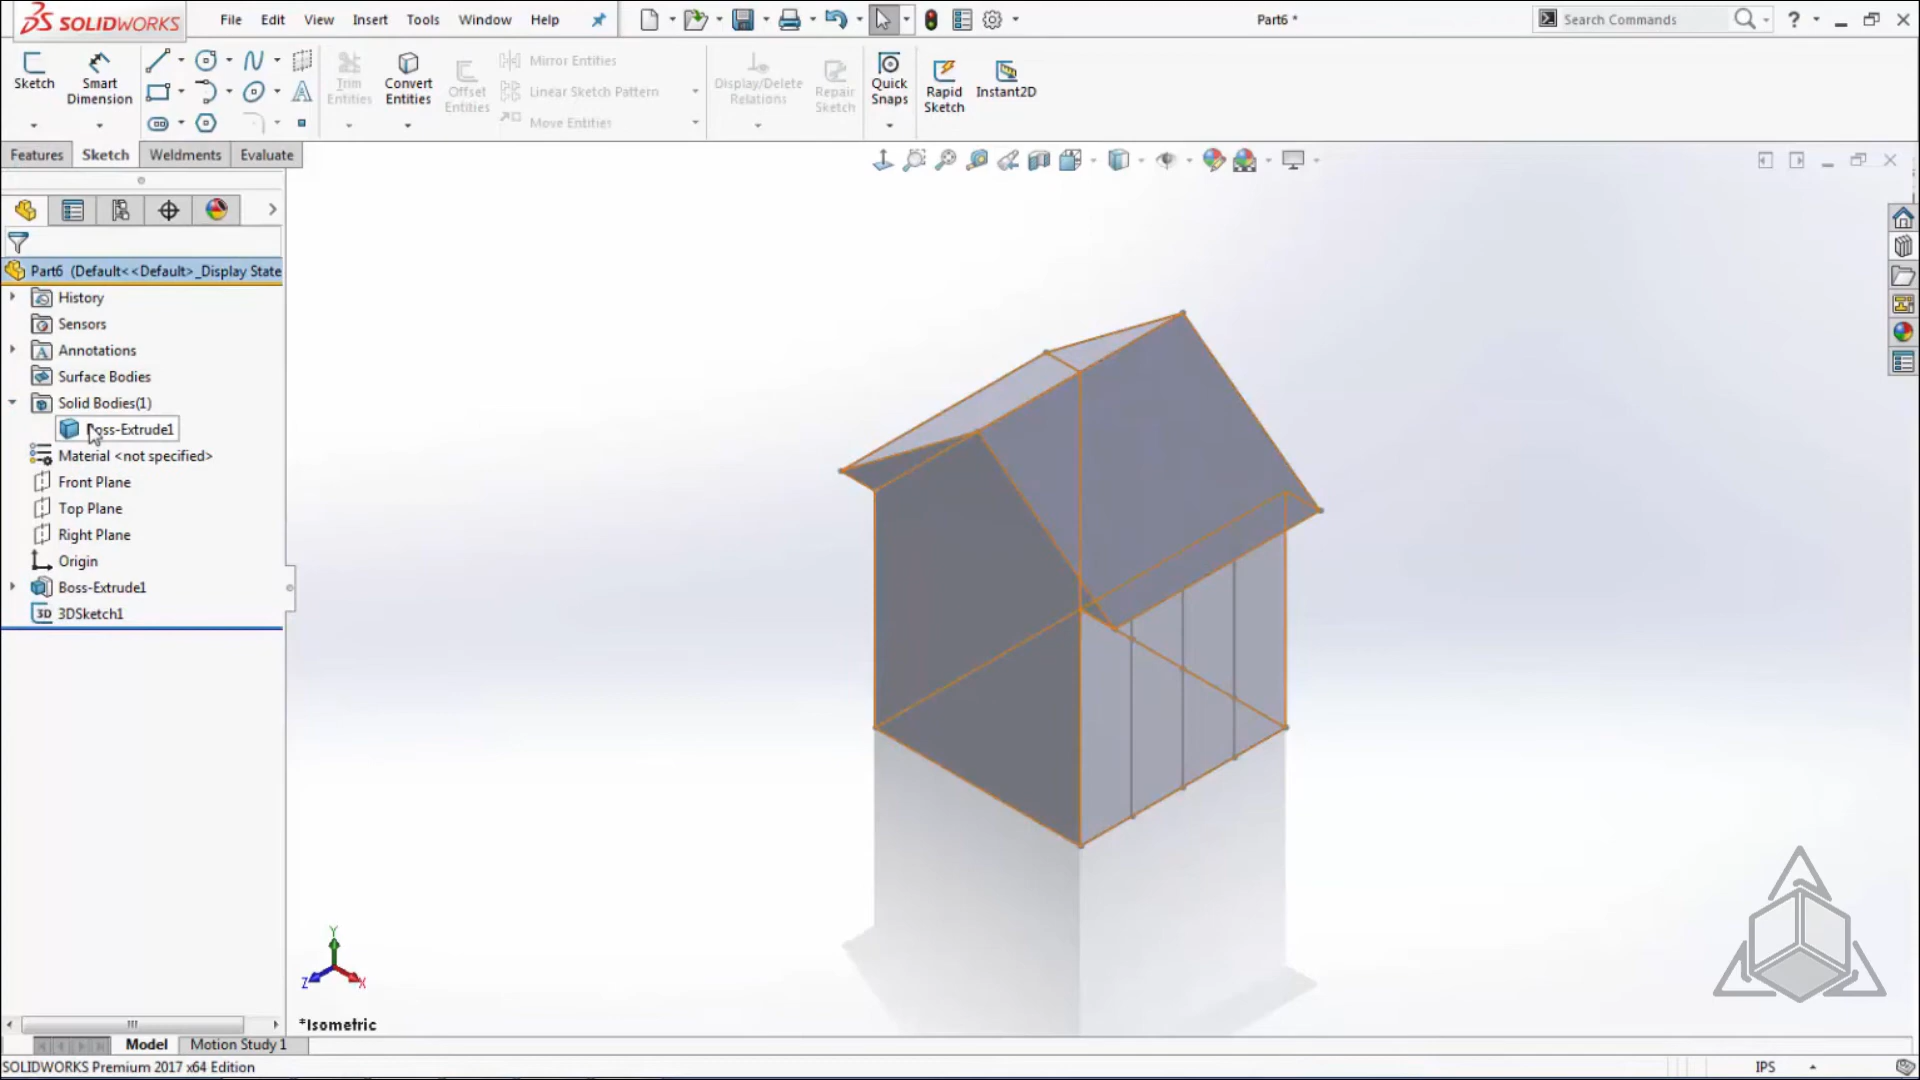 SOLIDWORKS
File Edit View Insert Tools Window Help
Part6 *
Search Commands
?
Sketch
Smart Dimension
Trim Entities
Convert Entities
Offset Entities
Mirror Entities
Linear Sketch Pattern
Move Entities
Display/Delete Relations
Repair Sketch
Quick Snaps
Rapid Sketch
Instant2D
Features Sketch Weldments Evaluate
Part6 (Default<<Default>_Display State
History
Sensors
Annotations
Surface Bodies
Solid Bodies(1)
Boss-Extrude1
Material <not specified>
Front Plane
Top Plane
Right Plane
Origin
Boss-Extrude1
3D 3DSketch1
Y
Z X
*Isometric
Model Motion Study 1
SOLIDWORKS Premium 2017 x64 Edition
IPS